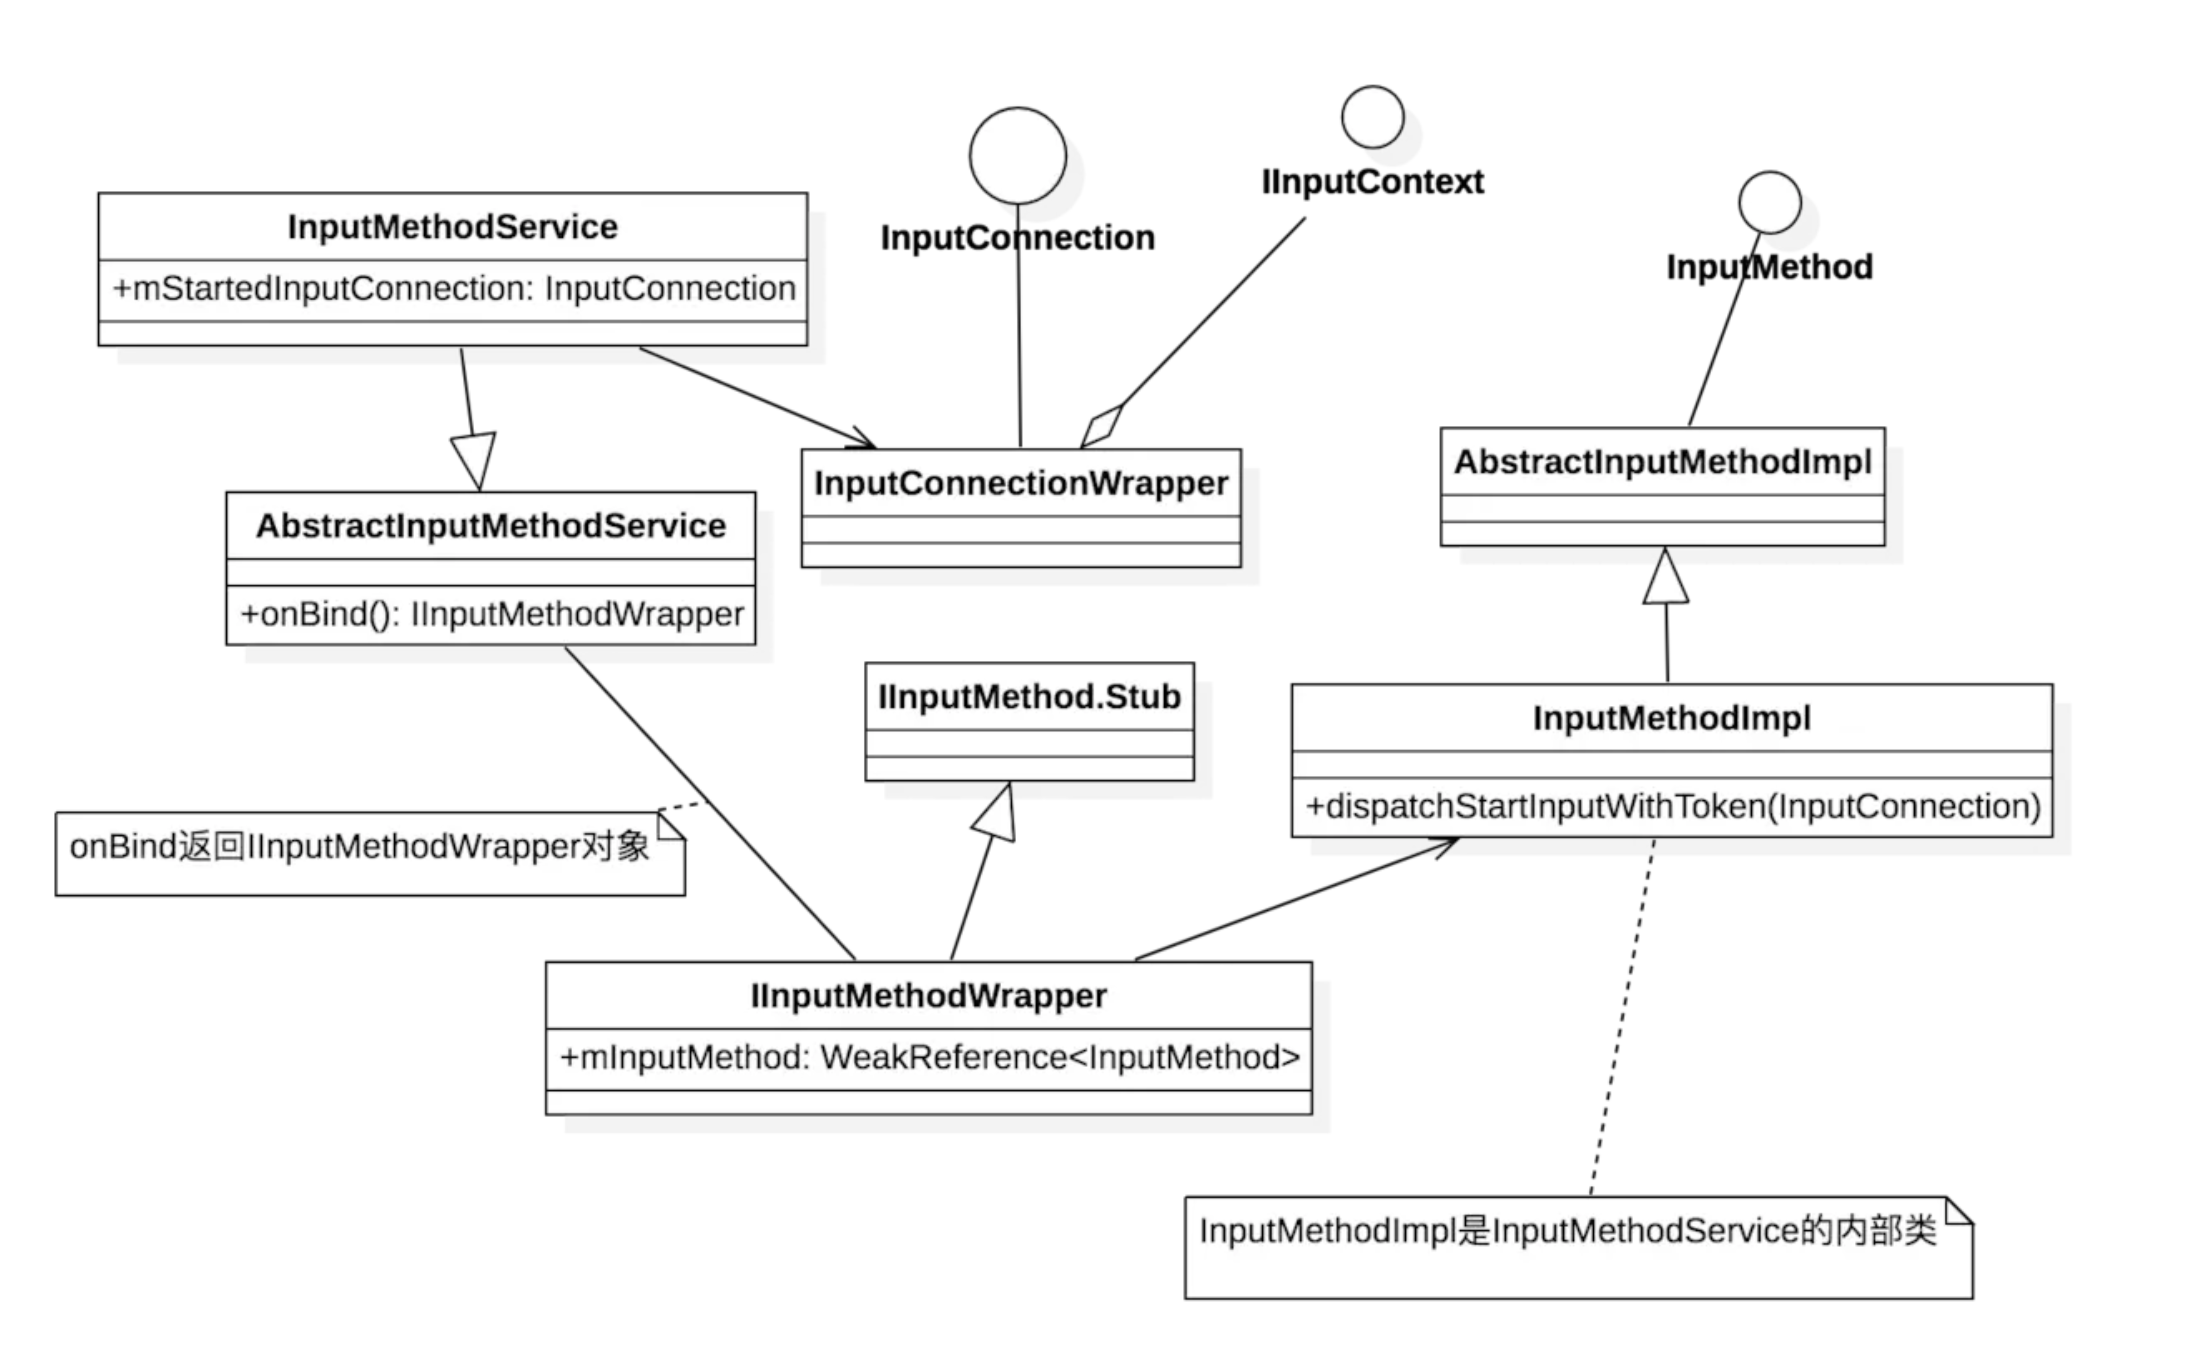 IInputContext
InputConnection
InputMethod
InputMethodService
+mStartedInputConnection: InputConnection
AbstractInputMethodService
+onBind(): IInputMethodWrapper
InputConnectionWrapper
AbstractInputMethodImpl
IInputMethod.Stub
InputMethodImpl
+dispatchStartInputWithToken(InputConnection)
onBind返回IInputMethodWrapper对象
IInputMethodWrapper
+mInputMethod: WeakReference<InputMethod>
InputMethodImpl是InputMethodService的内部类